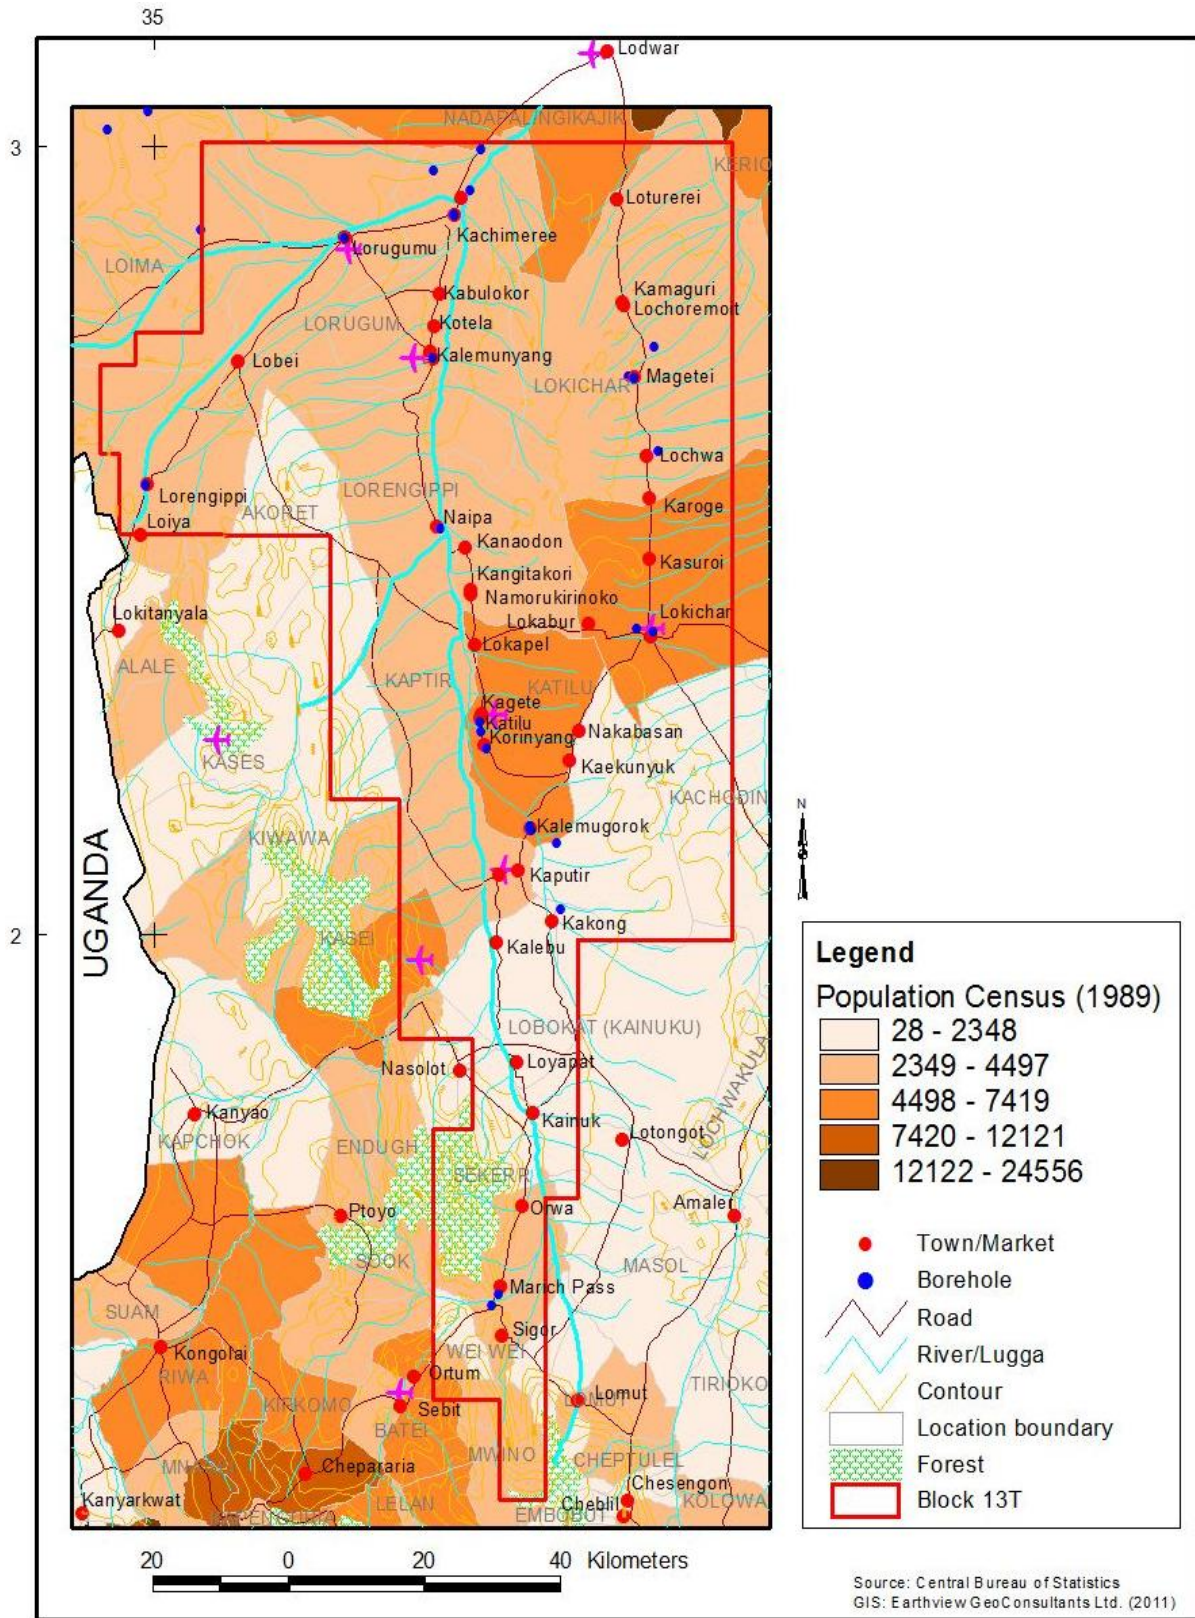 35
Lodwar
NADAPALINGIKAJIK
3
KERIO
Loturerei
Kachimeree
Lorugumu
LOIMA
Kabulokor
Kamaguri
Lochoremoit
LORUGUM
Kotela
Kalemunyang
Lobei
LOKICHAR
Magetei
Lochwa
Lorengippi
LORENGIPPI
AKORET
Karoge
Loiya
Naipa
Kanaodon
Kasuroi
Kangitakori
Namorukirinoko
Lokitanyala
Lokabur
Lokichar
Lokapel
ALALE
KAPTIR
KATILU
Kagete
Katilu
Korinyang
Nakabasan
KASES
Kaekunyuk
KACHODIN
N
Kalemugorok
KIWAWA
UGANDA
Kaputir
Kakong
2
KASEI
Kalebu
LOBOKAT (KAINUKU)
LOCHWAKULA
Nasolot
Loyapat
Kanyao
Kainuk
KAPCHOK
ENDUGH
Lotongot
SEKERR
Ptoyo
Orwa
Amaler
SOOK
MASOL
Marich Pass
SUAM
Sigor
Kongolai
WEI WEI
RIWA
Ortum
TIRIOKO
KIPKOMO
Sebit
Lomut
LOMUT
BATEI
MWINO
CHEPTULEL
Chepararia
LELAN
Chesengon
Kanyarkwat
Cheblil
KOLOWA
EMBOBUT
Legend
Population Census (1989)
28 - 2348
2349 - 4497
4498 - 7419
7420 - 12121
12122 - 24556
Town/Market
Borehole
Road
River/Lugga
Contour
Location boundary
Forest
Block 13T
20 0 20 40 Kilometers
Source: Central Bureau of Statistics
GIS: Earthview GeoConsultants Ltd. (2011)